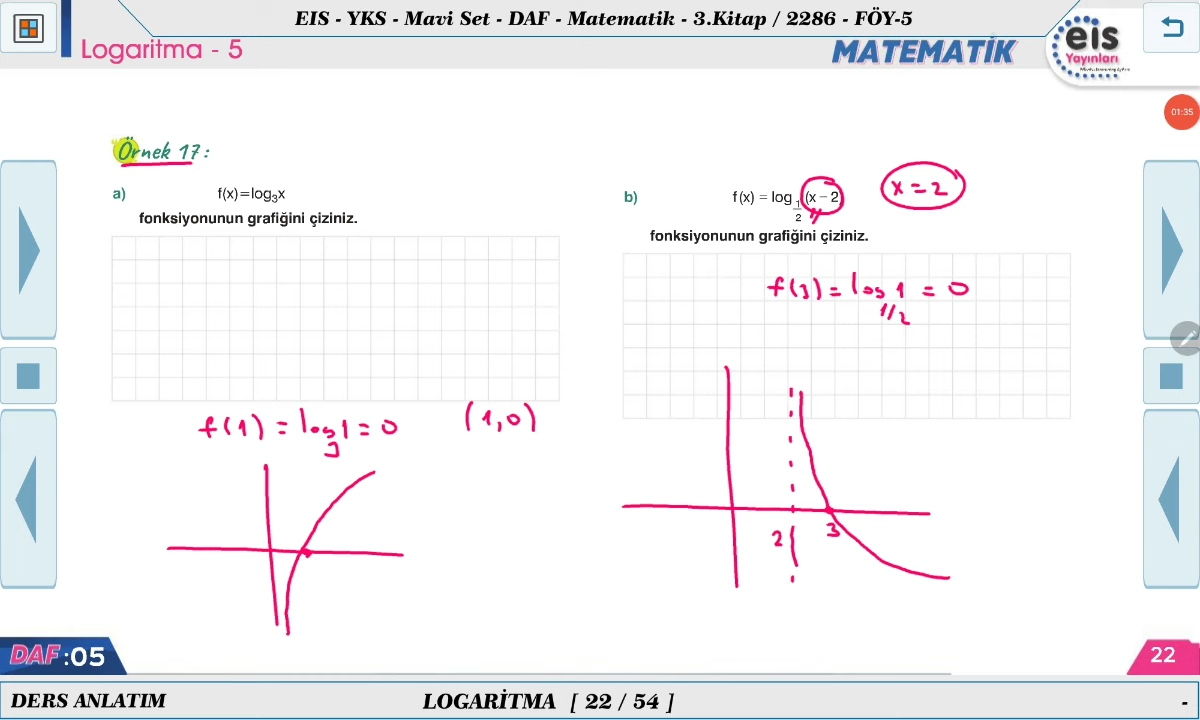 EIS - YKS - Mavi Set - DAF - Matematik - 3.Kitap / 2286 - FÖY-5
Logaritma - 5
MATEMATİK
eis
Yayınları
01:35
Örnek 17:
a)
f(x)=log₃x
fonksiyonunun grafiğini çiziniz.
f(1) = log₃1 = 0
(1,0)
b)
f(x) = log 1/2 (x – 2)
x = 2
fonksiyonunun grafiğini çiziniz.
f(3) = log 1/2 1 = 0
2
3
DAF:05
22
DERS ANLATIM
LOGARİTMA [ 22 / 54 ]
-